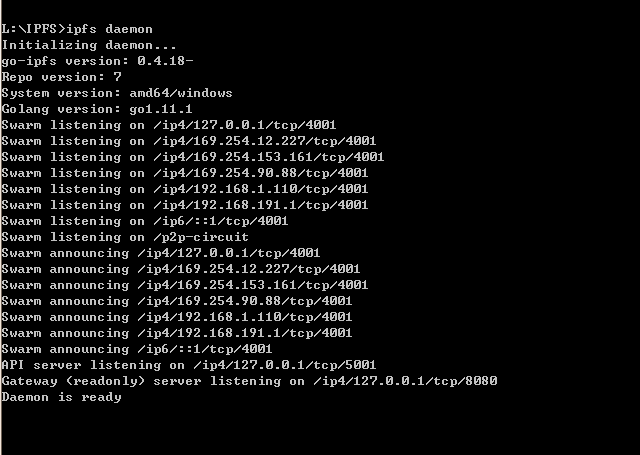 L:\IPFS>ipfs daemon
Initializing daemon...
go-ipfs version: 0.4.18-
Repo version: 7
System version: amd64/windows
Golang version: go1.11.1
Swarm listening on /ip4/127.0.0.1/tcp/4001
Swarm listening on /ip4/169.254.12.227/tcp/4001
Swarm listening on /ip4/169.254.153.161/tcp/4001
Swarm listening on /ip4/169.254.90.88/tcp/4001
Swarm listening on /ip4/192.168.1.110/tcp/4001
Swarm listening on /ip4/192.168.191.1/tcp/4001
Swarm listening on /ip6/::1/tcp/4001
Swarm listening on /p2p-circuit
Swarm announcing /ip4/127.0.0.1/tcp/4001
Swarm announcing /ip4/169.254.12.227/tcp/4001
Swarm announcing /ip4/169.254.153.161/tcp/4001
Swarm announcing /ip4/169.254.90.88/tcp/4001
Swarm announcing /ip4/192.168.1.110/tcp/4001
Swarm announcing /ip4/192.168.191.1/tcp/4001
Swarm announcing /ip6/::1/tcp/4001
API server listening on /ip4/127.0.0.1/tcp/5001
Gateway (readonly) server listening on /ip4/127.0.0.1/tcp/8080
Daemon is ready